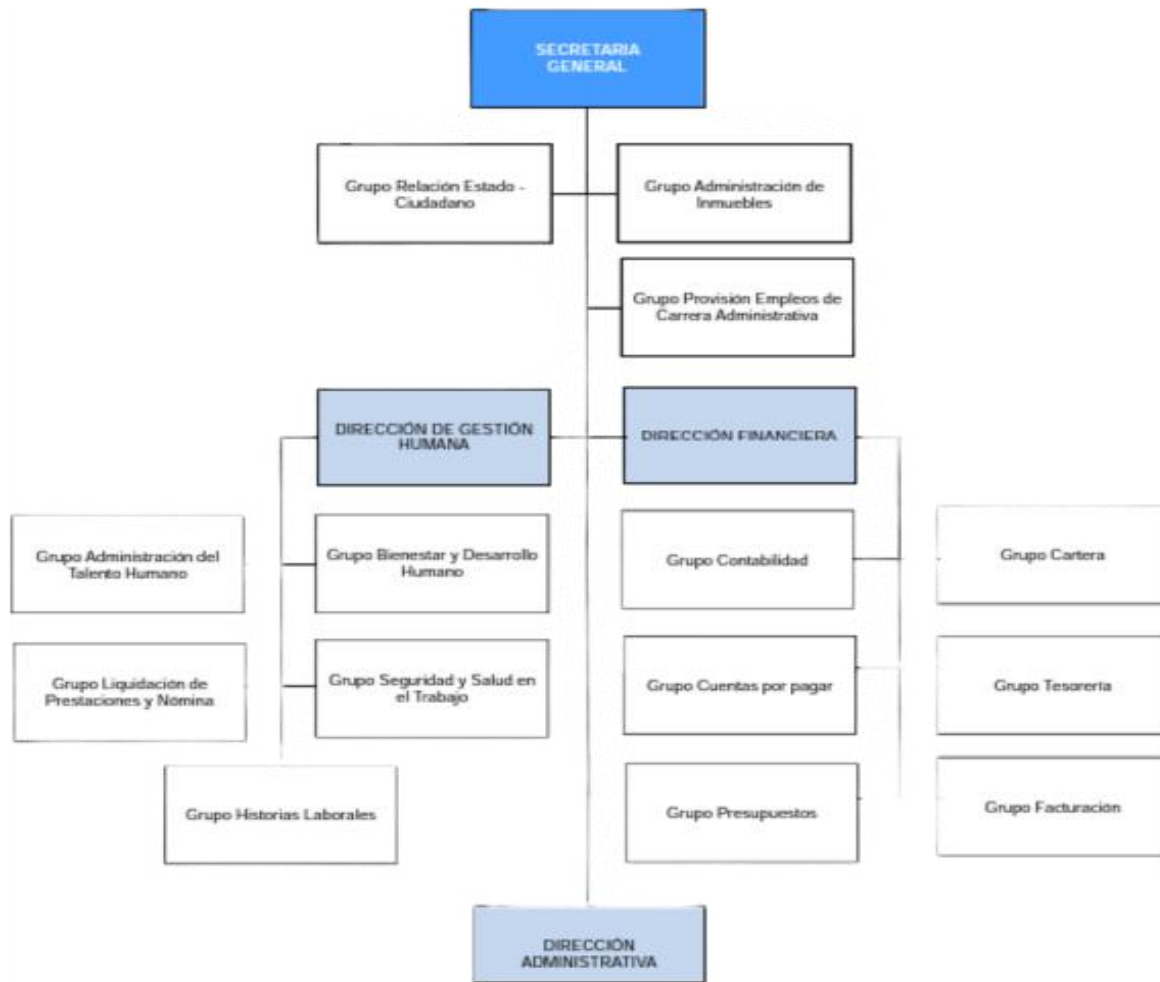 SECRETARIA
GENERAL
Grupo Relación Estado -
Ciudadano
Grupo Administración de
Inmuebles
Grupo Provisión Empleos de
Carrera Administrativa
DIRECCIÓN DE GESTIÓN
HUMANA
DIRECCIÓN FINANCIERA
Grupo Administración del
Talento Humano
Grupo Bienestar y Desarrollo
Humano
Grupo Contabilidad
Grupo Cartera
Grupo Liquidación de
Prestaciones y Nómina
Grupo Seguridad y Salud en
el Trabajo
Grupo Cuentas por pagar
Grupo Tesorería
Grupo Historias Laborales
Grupo Presupuestos
Grupo Facturación
DIRECCIÓN
ADMINISTRATIVA